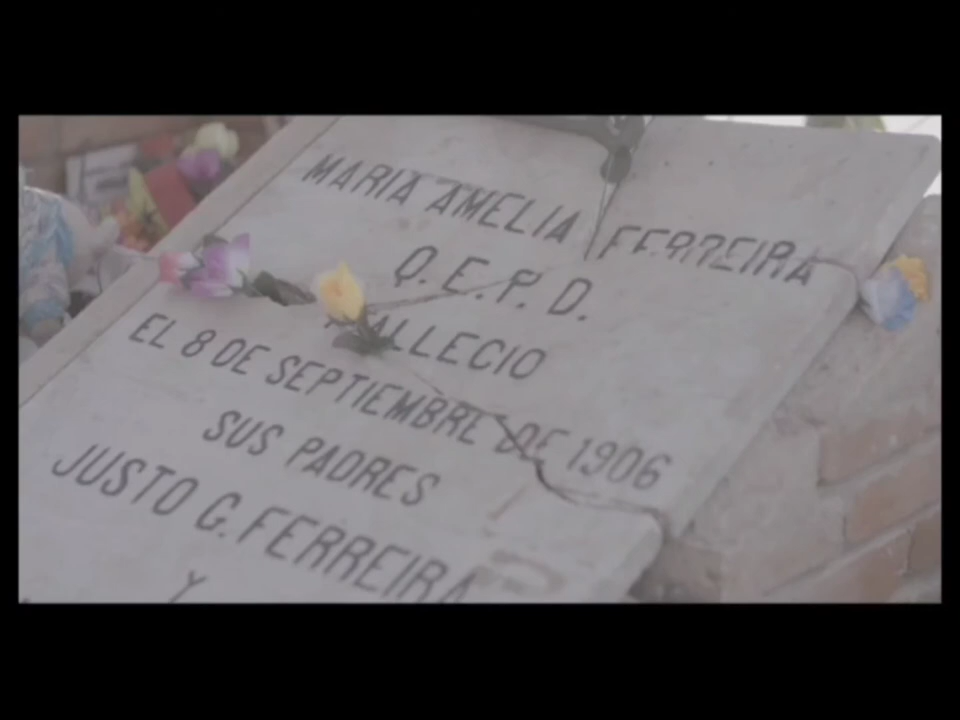 MARIA AMELIA FERREIRA
Q.E.P.D.
FALLECIO
EL 8 DE SEPTIEMBRE DE 1906
SUS PADRES
JUSTO G. FERREIRA
Y